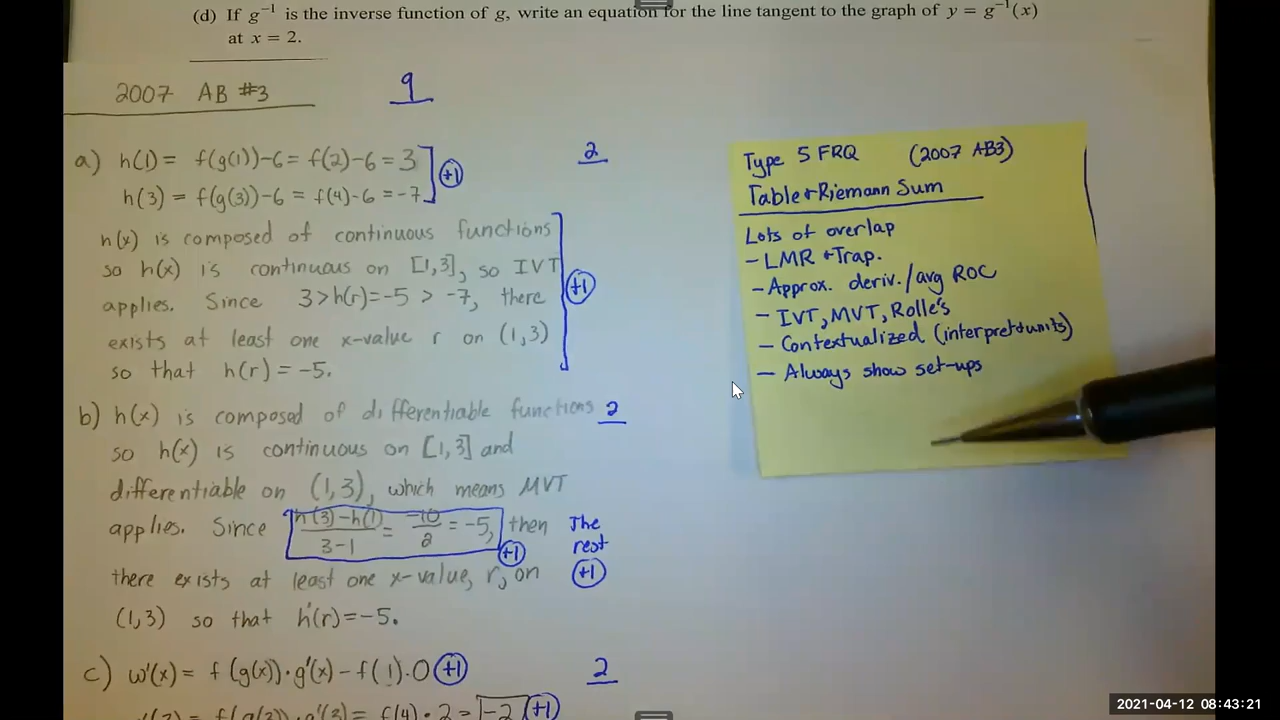 (d) If g⁻¹ is the inverse function of g, write an equation for the line tangent to the graph of y = g⁻¹(x)
at x = 2.
2007 AB #3
9
a) h(1) = f(g(1))-6 = f(2)-6 = 3
h(3) = f(g(3))-6 = f(4)-6 = -7
+1
2
h(x) is composed of continuous functions
so h(x) is continuous on [1,3], so IVT
applies. Since 3>h(r)=-5 > -7, there
exists at least one x-value r on (1,3)
so that h(r) = -5.
+1
b) h(x) is composed of differentiable functions
2
so h(x) is continuous on [1,3] and
differentiable on (1,3), which means MVT
applies. Since h(3)-h(1)/3-1 = -10/2 = -5, then
+1
The
rest
+1
there exists at least one x-value, r, on
(1,3) so that h'(r)=-5.
c) w'(x) = f(g(x))·g'(x) - f(1)·0 +1
2
w'(3) = f(g(3))·g'(3) = f(4)·2 = -2 +1
Type 5 FRQ (2007 AB3)
Table + Riemann Sum
Lots of overlap
- LMR + Trap.
- Approx. deriv./avg ROC
- IVT, MVT, Rolle's
- Contextualized (interpret+units)
- Always show set-ups
2021-04-12 08:43:21